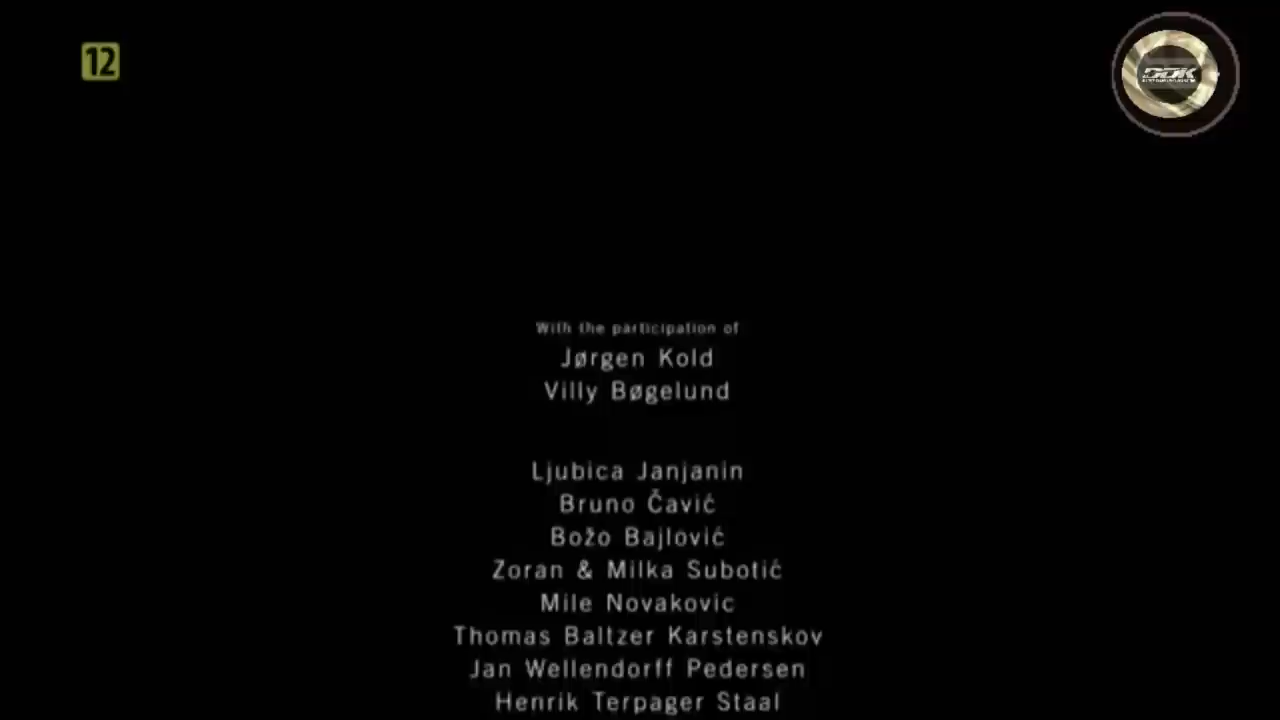 12
DDK
With the participation of
Jørgen Kold
Villy Bøgelund
Ljubica Janjanin
Bruno Čavić
Božo Bajlović
Zoran & Milka Subotić
Mile Novakovic
Thomas Baltzer Karstenskov
Jan Wellendorff Pedersen
Henrik Terpager Staal